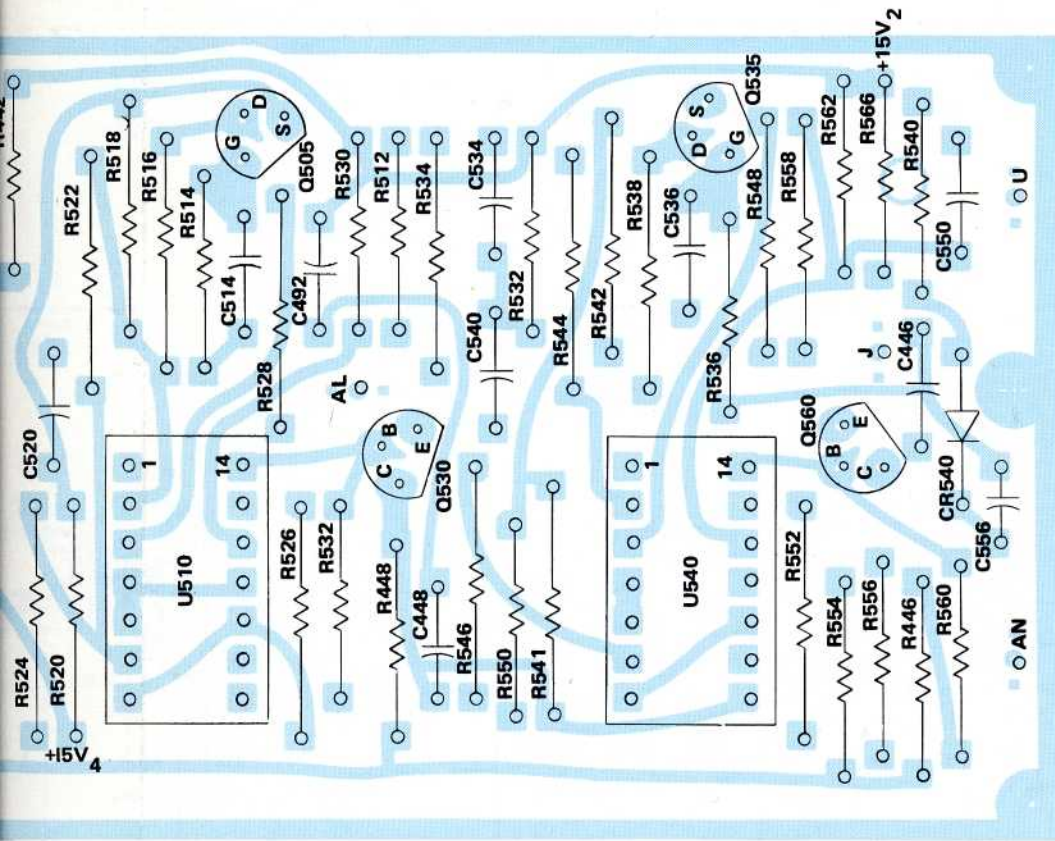 R522
R518
R516
R514
C514
Q505
G
D
S
R528
C492
R530
R512
R534
C534
R532
C540
R544
R542
R538
C536
Q535
D
S
G
R536
R548
R558
R562
R566
+15V2
R540
C550
U
C520
AL
C
B
E
Q530
J
C446
Q560
B
E
C
CR540
C556
R524
R520
+15V4
1
14
U510
R526
R532
R448
C448
R546
R550
R541
1
14
U540
R552
R554
R556
R446
R560
AN